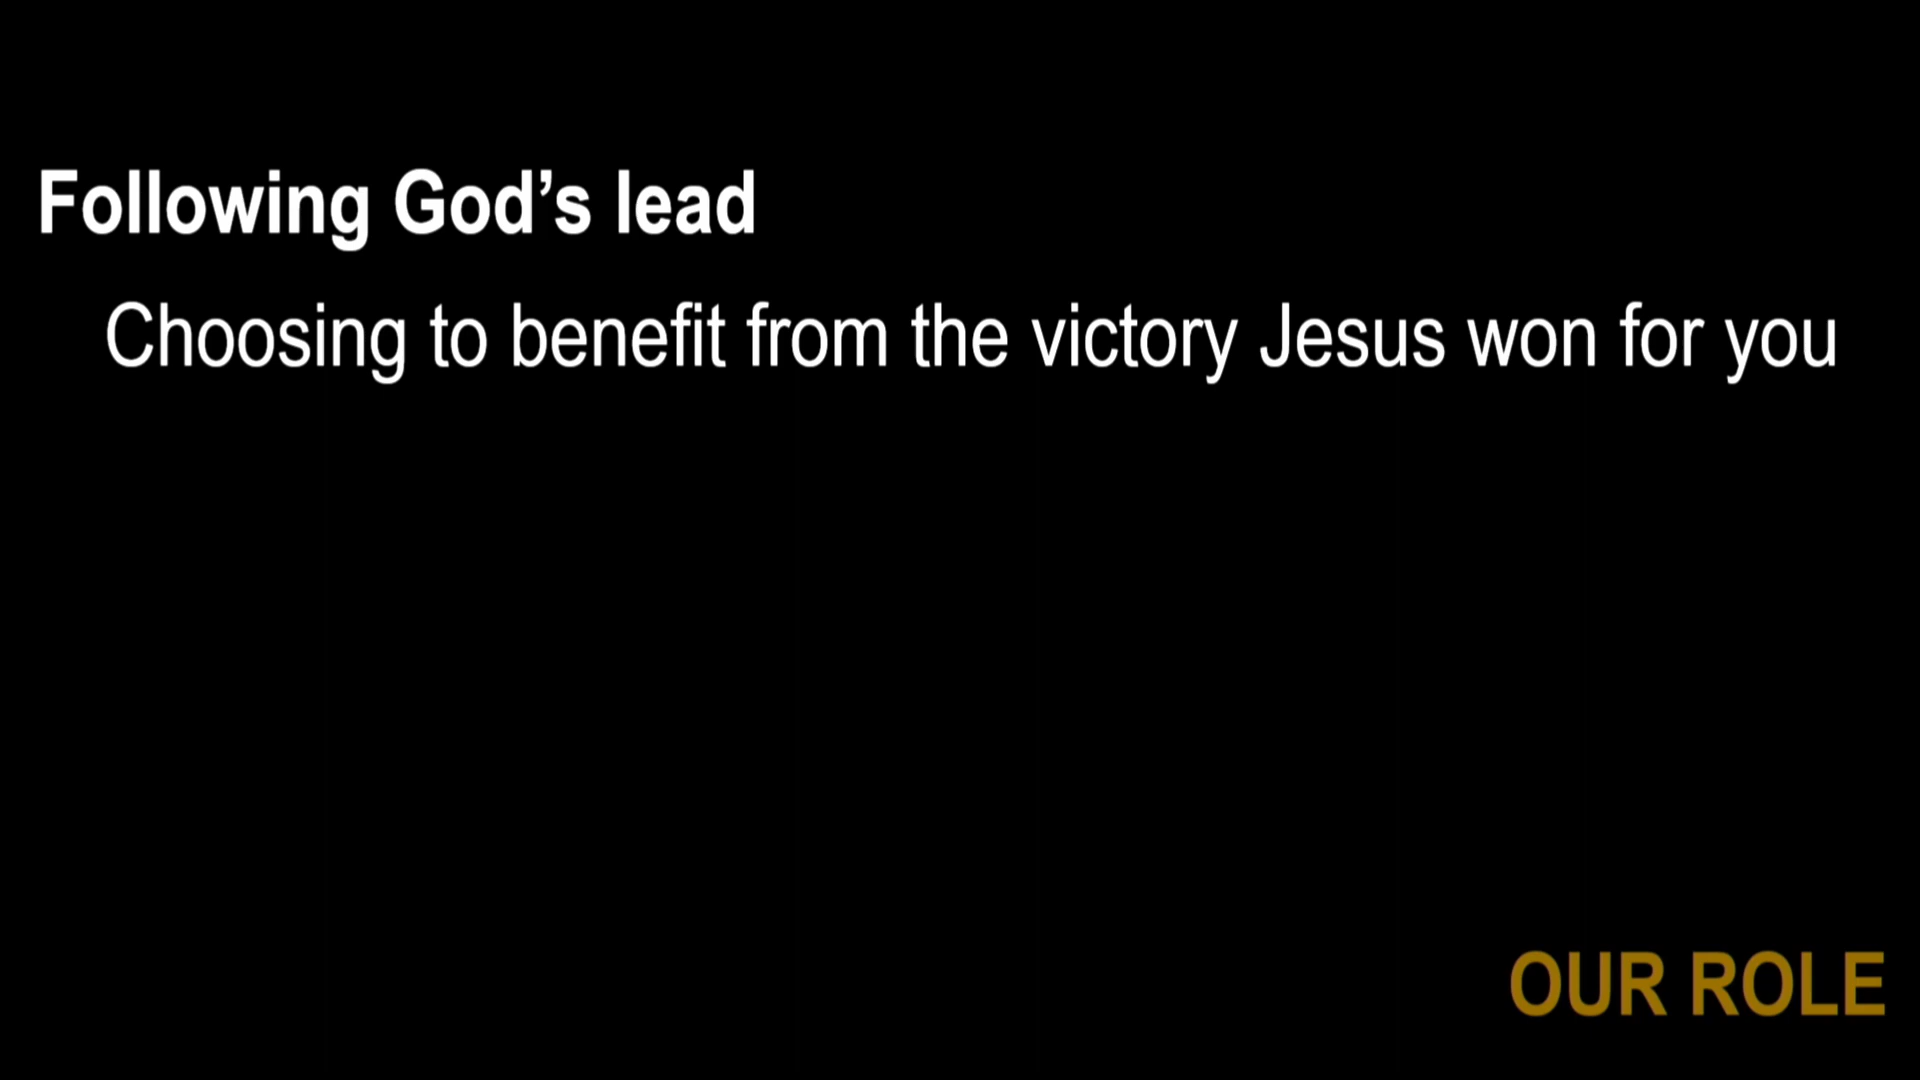 Following God’s lead
Choosing to benefit from the victory Jesus won for you
OUR ROLE